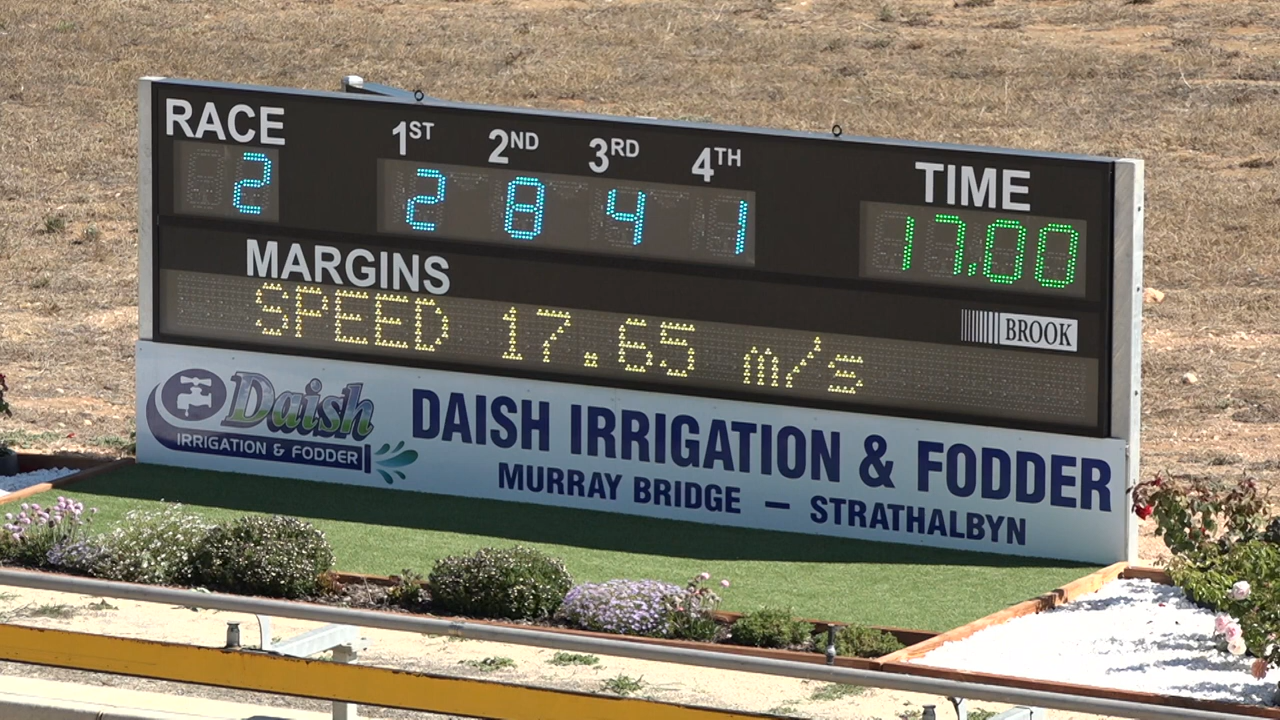 RACE 1ST 2ND 3RD 4TH TIME
2 2 8 4 1 17.00
MARGINS
BROOK
SPEED 17.65 m/s
Daish
IRRIGATION & FODDER
DAISH IRRIGATION & FODDER
MURRAY BRIDGE – STRATHALBYN